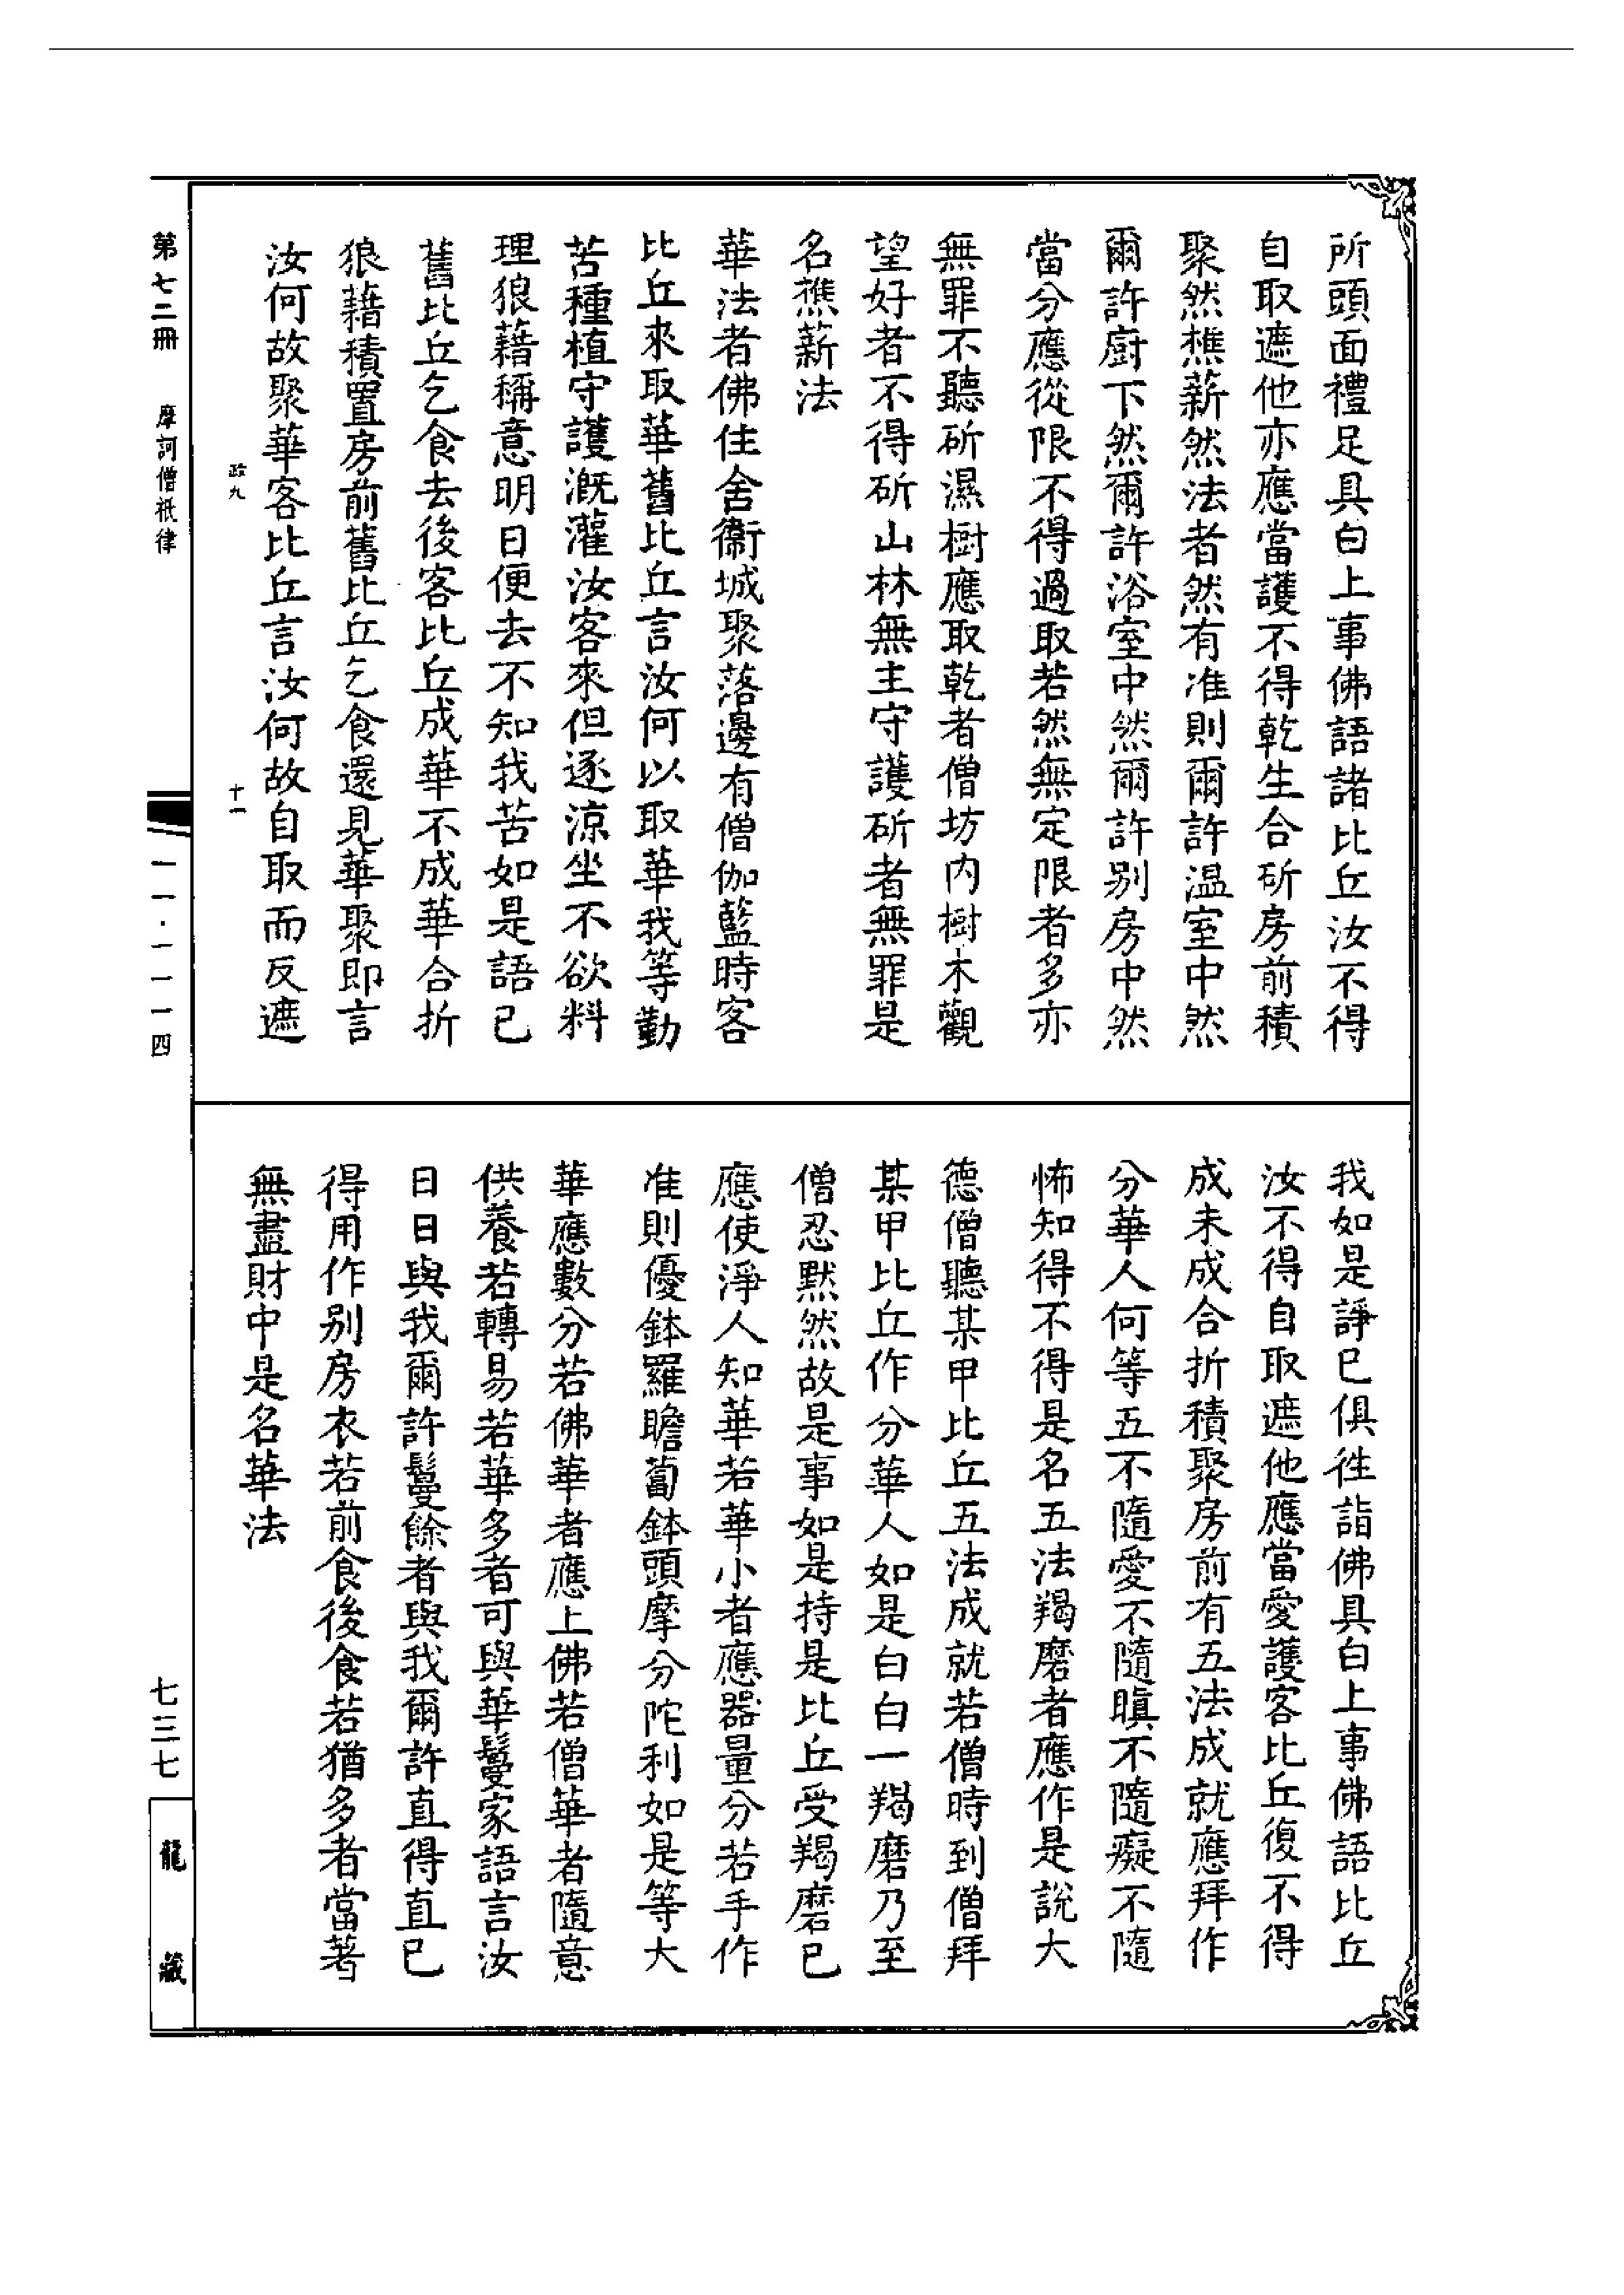 所頭面禮足具白上事佛語諸比丘汝不得
自取遮他亦應當護不得乾生合斫房前積
聚然樵薪然法者然有准則爾許温室中然
爾許廚下然爾許浴室中然爾許别房中然
當分應從限不得過取若然無定限者多亦
無罪不聽斫濕樹應取乾者僧坊内樹木觀
望好者不得斫山林無主守護斫者無罪是
名樵薪法
華法者佛住舍衞城聚落邊有僧伽藍時客
比丘來取華舊比丘言汝何以取華我等勤
苦種植守護溉灌汝客來但逐涼坐不欲料
理狼藉稱意明日便去不知我苦如是語已
舊比丘乞食去後客比丘成華不成華合折
狼藉積置房前舊比丘乞食還見華聚即言
汝何故聚華客比丘言汝何故自取而反遮
我如是諍已俱往詣佛具白上事佛語比丘
汝不得自取遮他應當愛護客比丘復不得
成未成合折積聚房前有五法成就應拜作
分華人何等五不隨愛不隨瞋不隨癡不隨
怖知得不得是名五法羯磨者應作是說大
德僧聽某甲比丘五法成就若僧時到僧拜
某甲比丘作分華人如是白白一羯磨乃至
僧忍默然故是事如是持是比丘受羯磨已
應使淨人知華若華小者應器量分若手作
准則優鉢羅瞻蔔鉢頭摩分陀利如是等大
華應數分若佛華者應上佛若僧華者隨意
供養若轉易若華多者可與華鬘家語言汝
日日與我爾許鬘餘者與我爾許直得直已
得用作别房衣若前食後食若猶多者當著
無盡財中是名華法
政九
十一
第七二冊
摩訶僧祇律
一一·一一一四
七三七
龍藏